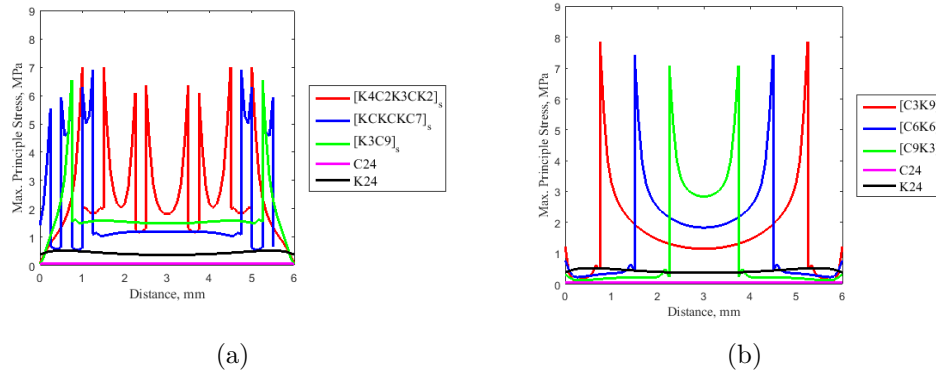 9
8
7
6
5
4
3
2
1
0
Max. Principle Stress, MPa
0 1 2 3 4 5 6
Distance, mm
[K4C2K3CK2]s
[KCKCKC7]s
[K3C9]s
C24
K24
(a)
9
8
7
6
5
4
3
2
1
0
Max. Principle Stress, MPa
0 1 2 3 4 5 6
Distance, mm
[C3K9
[C6K6
[C9K3
C24
K24
(b)